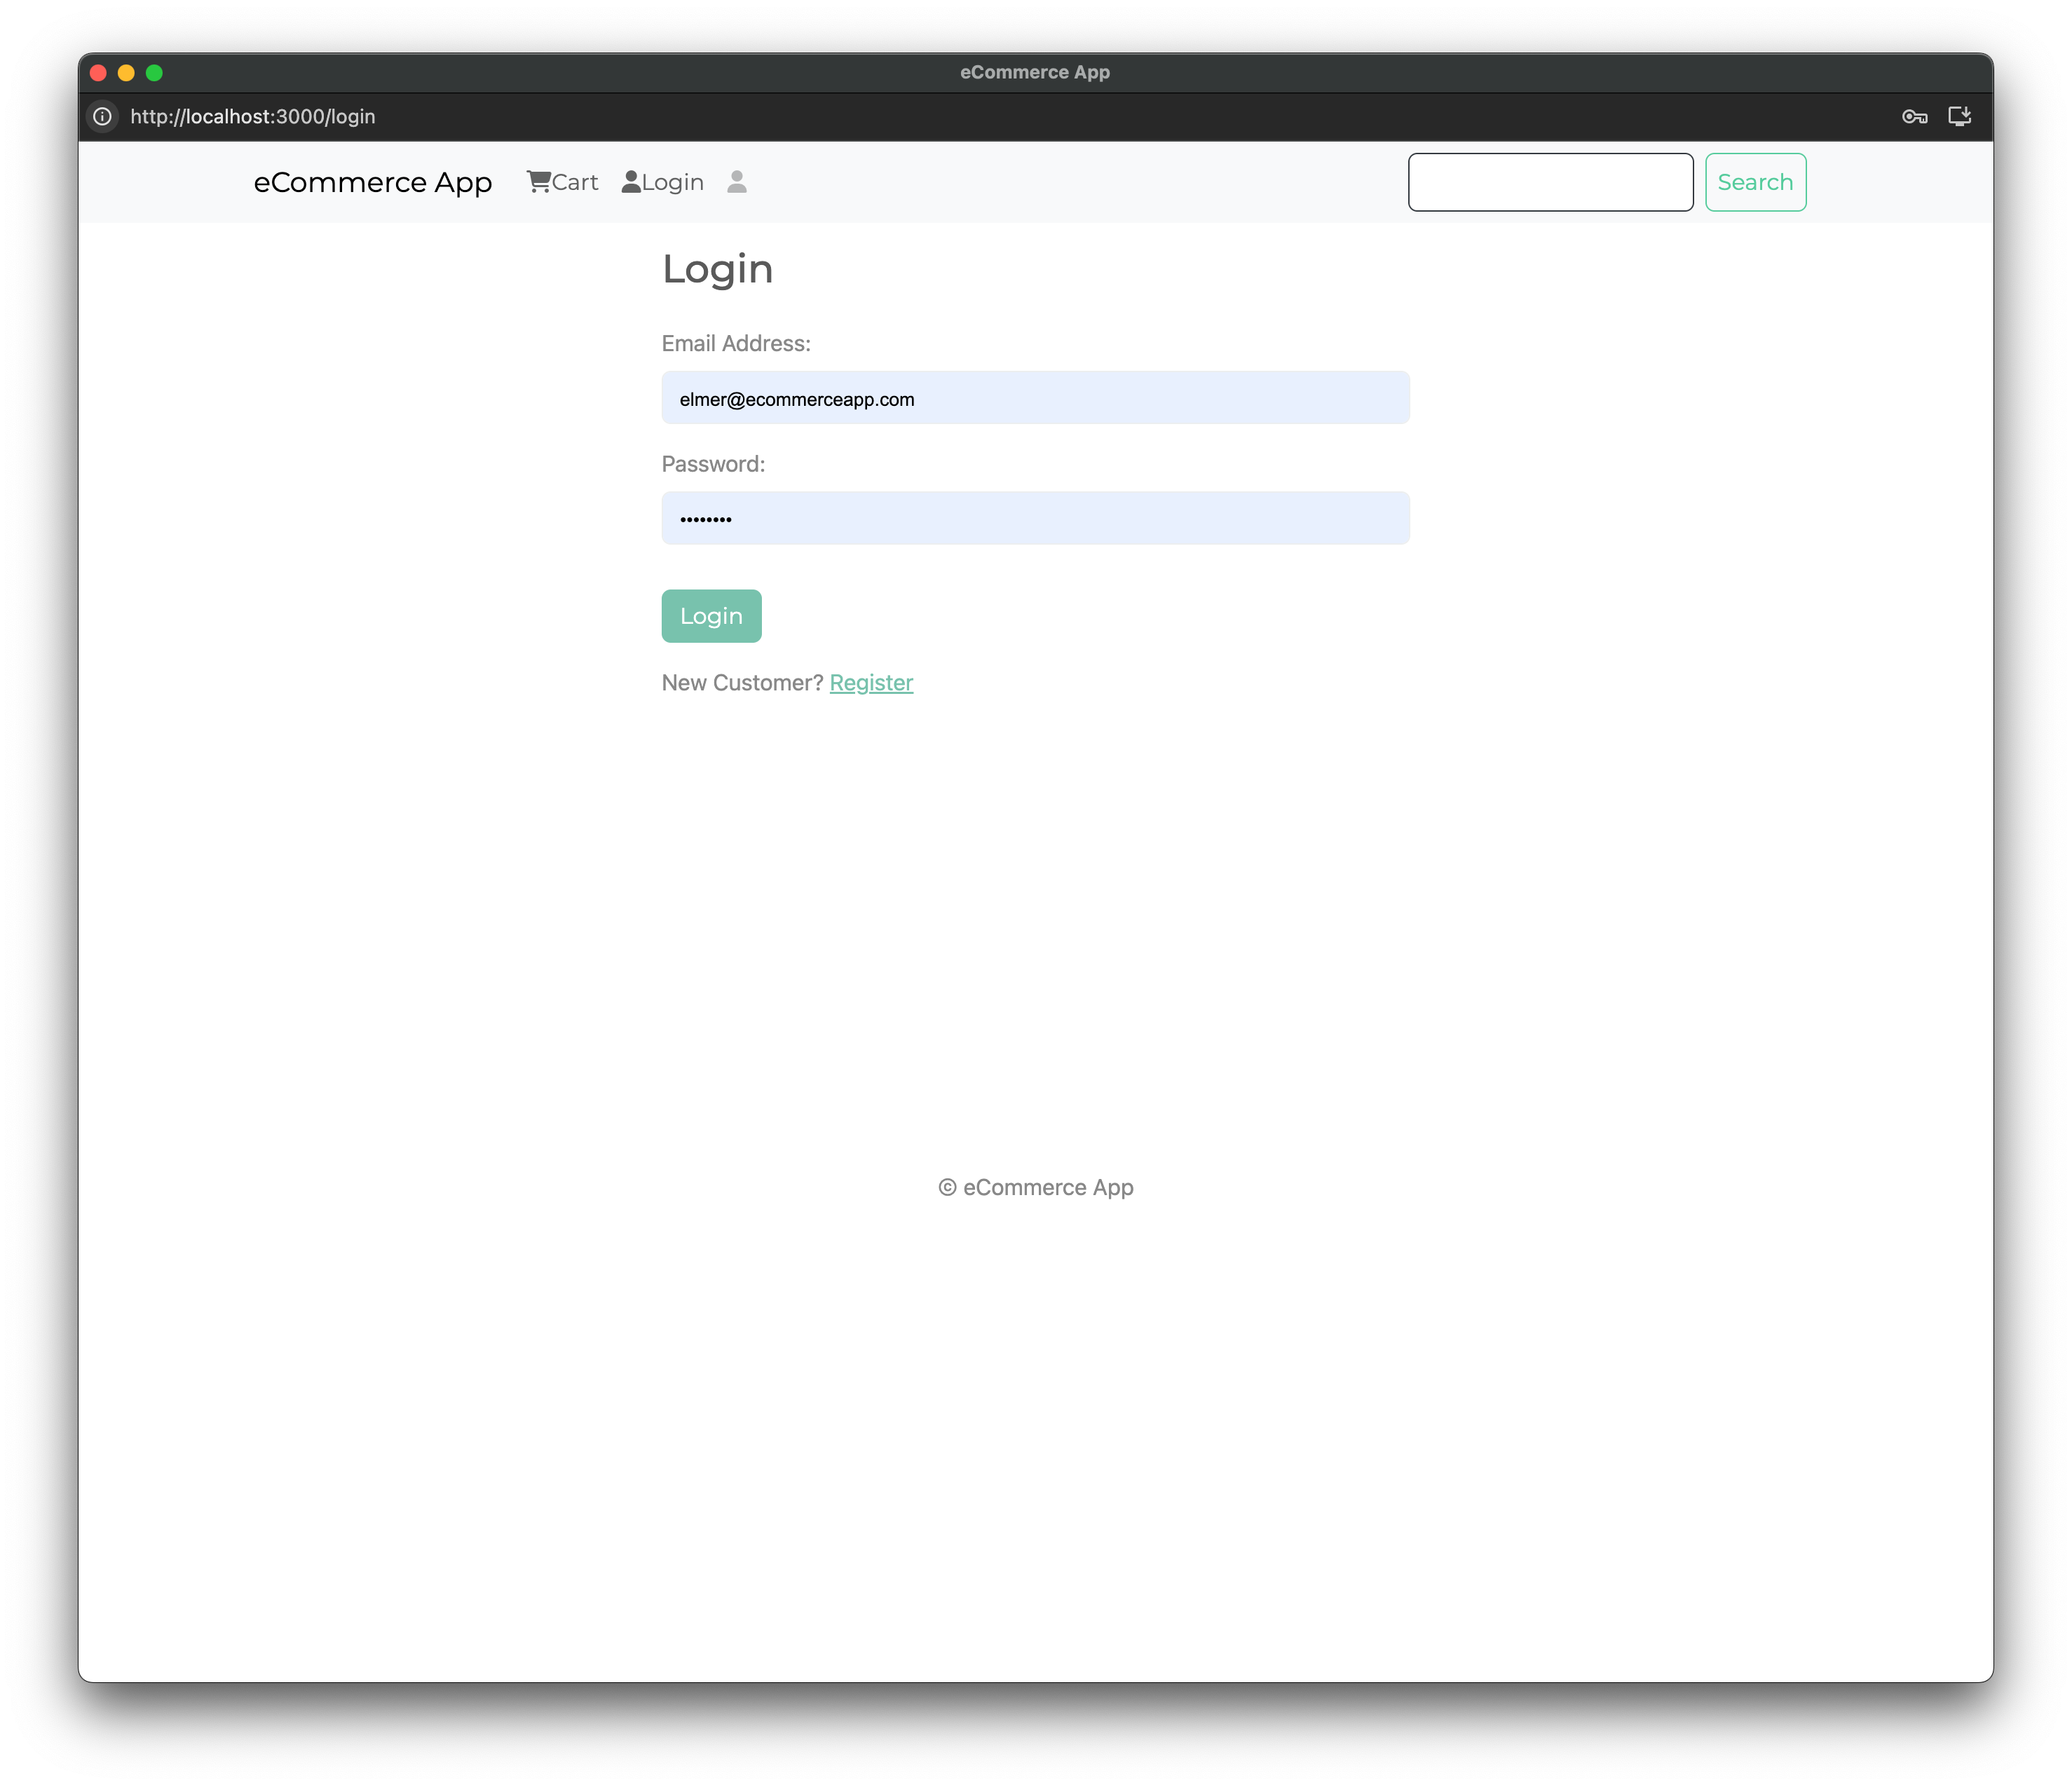 eCommerce App
http://localhost:3000/login
eCommerce App Cart Login Search
Login
Email Address:
elmer@ecommerceapp.com
Password:
••••••••
Login
New Customer? Register
© eCommerce App